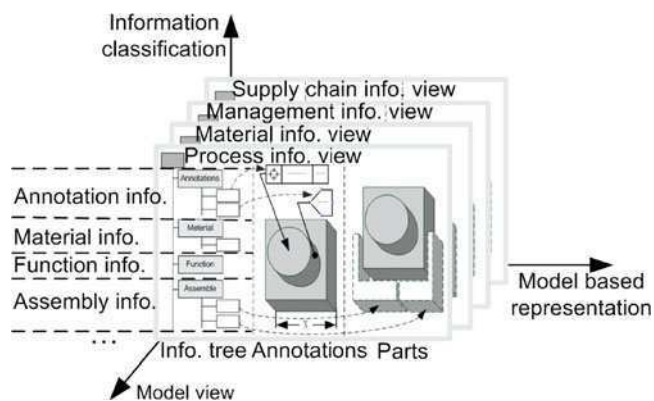 Information
classification
Supply chain info. view
Management info. view
Material info. view
Process info. view
Annotations
Annotation info.
Material
Material info.
Function
Function info.
Assemble
Assembly info.
Model based
representation
...
Info. tree Annotations Parts
Model view